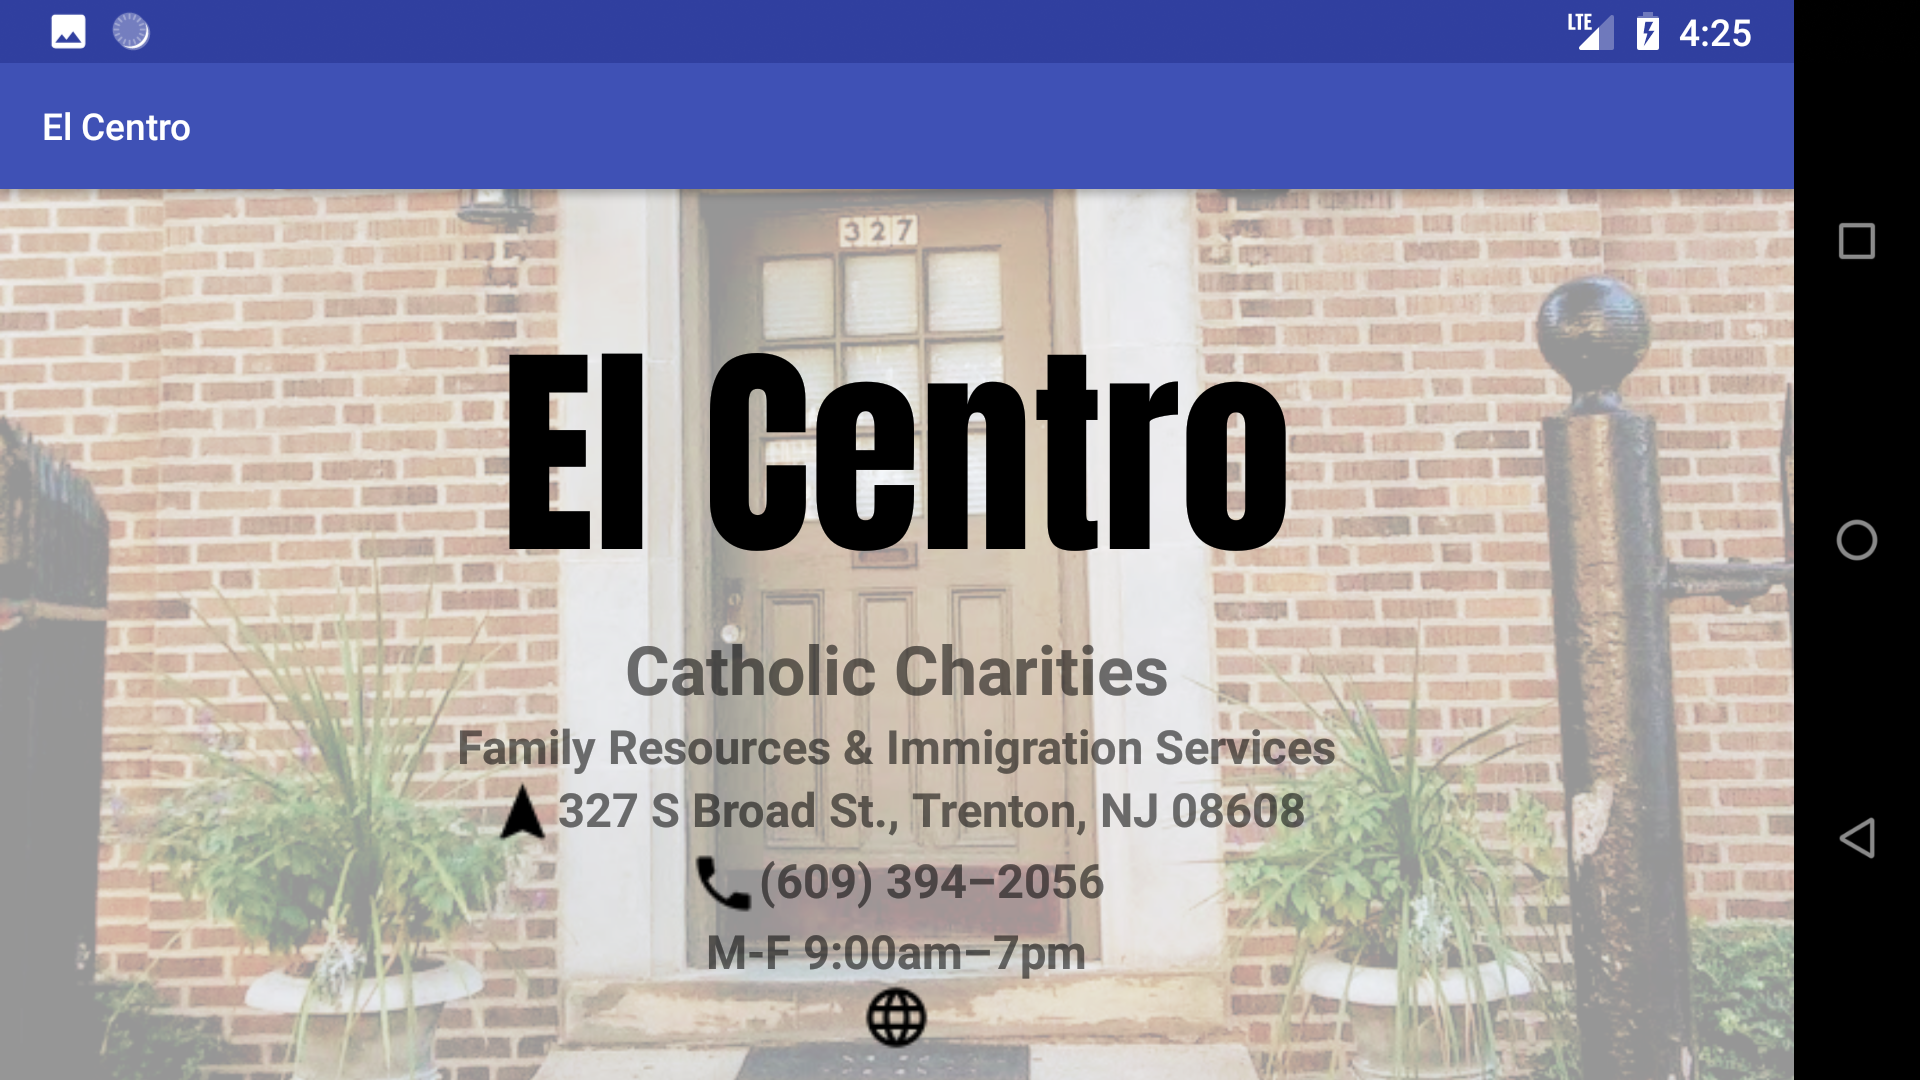 LTE 4:25
El Centro
327
El Centro
Catholic Charities
Family Resources & Immigration Services
327 S Broad St., Trenton, NJ 08608
(609) 394–2056
M-F 9:00am–7pm